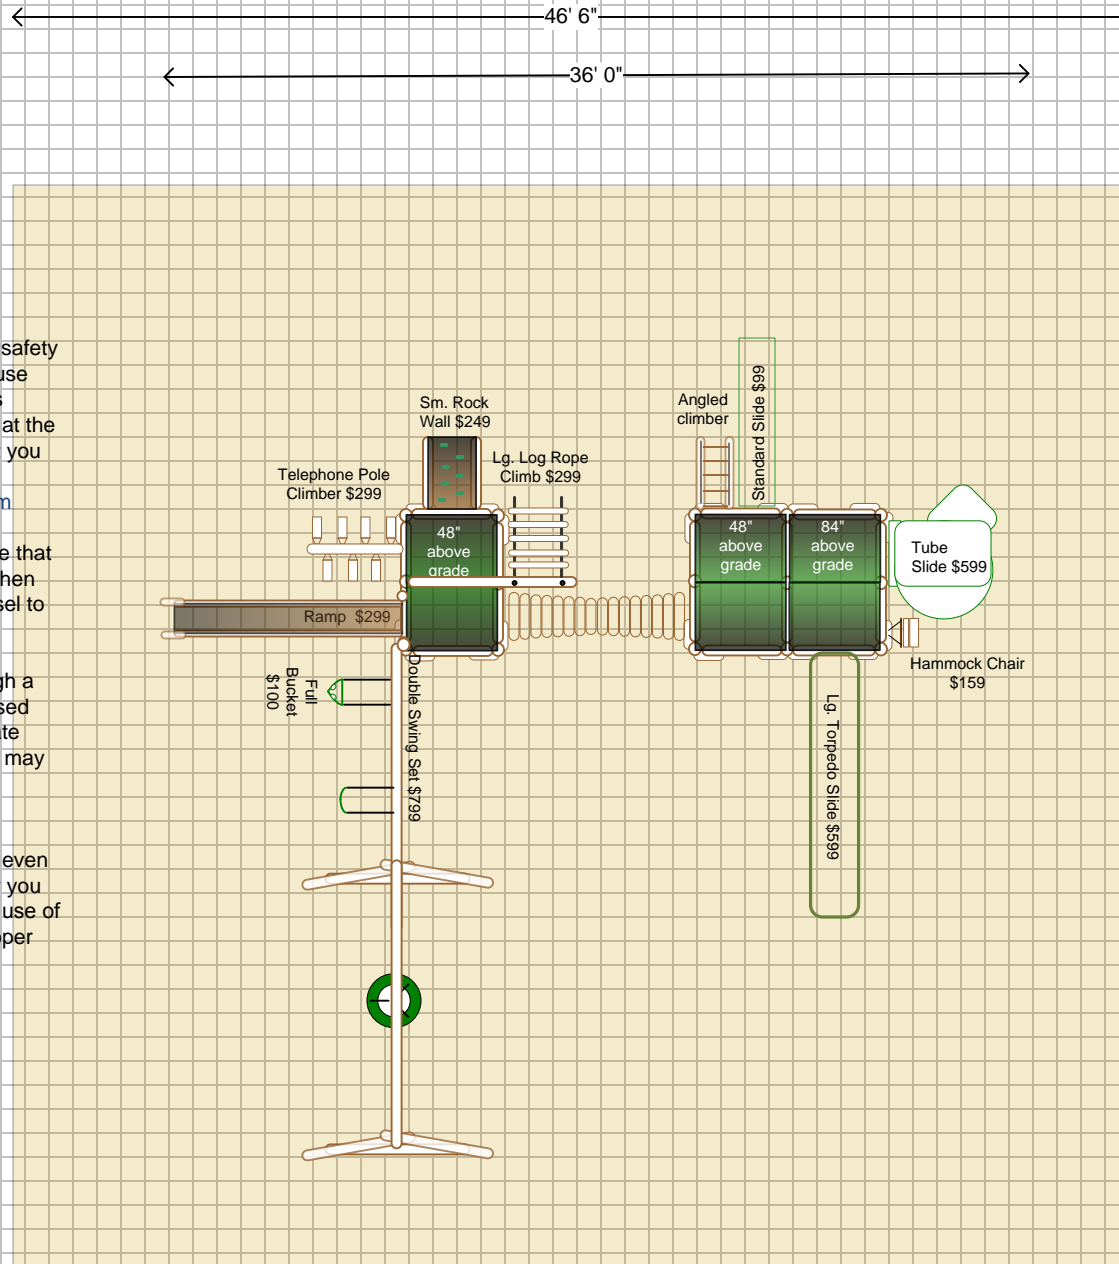 46' 6"
36' 0"
safety
use
s
at the
you
m
e that
hen
sel to
gh a
sed
ate
may
even
you
use of
oper
Sm. Rock
Wall $249
Angled
climber
Standard Slide $99
Telephone Pole
Climber $299
Lg. Log Rope
Climb $299
48"
above
grade
48"
above
grade
84"
above
grade
Tube
Slide $599
Ramp $299
Hammock Chair
$159
Full
Bucket
$100
Double Swing Set $799
Lg. Torpedo Slide $599